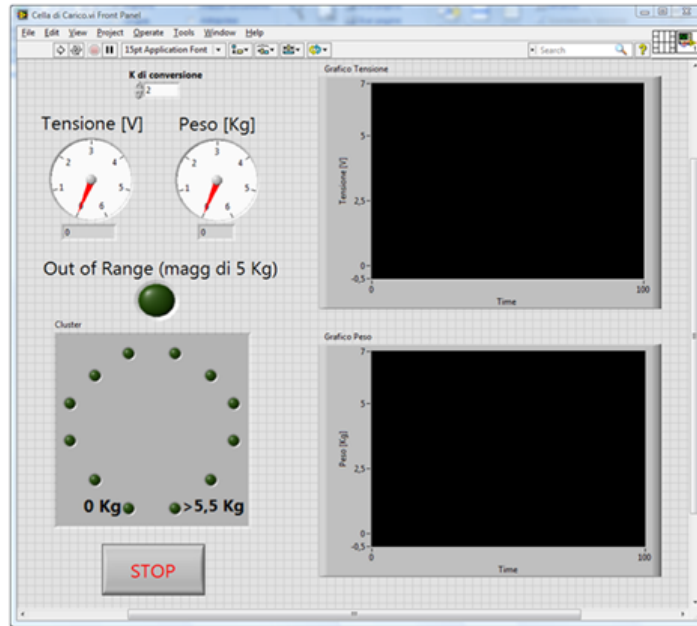 Cella di Carico.vi Front Panel
File Edit View Project Operate Tools Window Help
15pt Application Font
Search
?
K di conversione
2
Tensione [V] Peso [Kg]
0 1 2 3 4 5 6
0 1 2 3 4 5 6
0 0
Out of Range (magg di 5 Kg)
Cluster
0 Kg >5,5 Kg
STOP
Grafico Tensione
Tensione [V]
7
5
2,5
0
-0,5
0 100
Time
Grafico Peso
Peso [Kg]
7
5
2,5
0
-0,5
0 100
Time